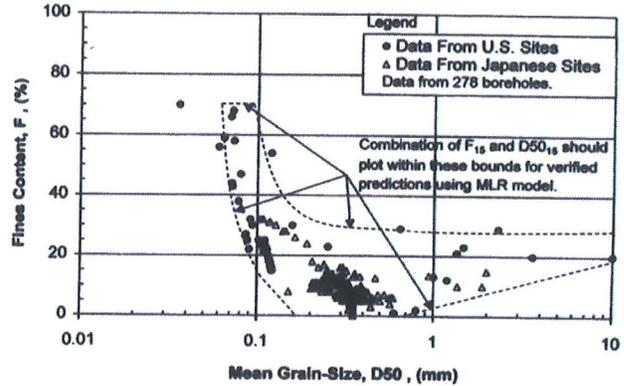 Legend
Data From U.S. Sites
Data From Japanese Sites
Data from 278 boreholes.
Combination of F15 and D5015 should
plot within these bounds for verified
predictions using MLR model.
Fines Content, F , (%)
100
80
60
40
20
0
0.01
0.1
1
10
Mean Grain-Size, D50 , (mm)